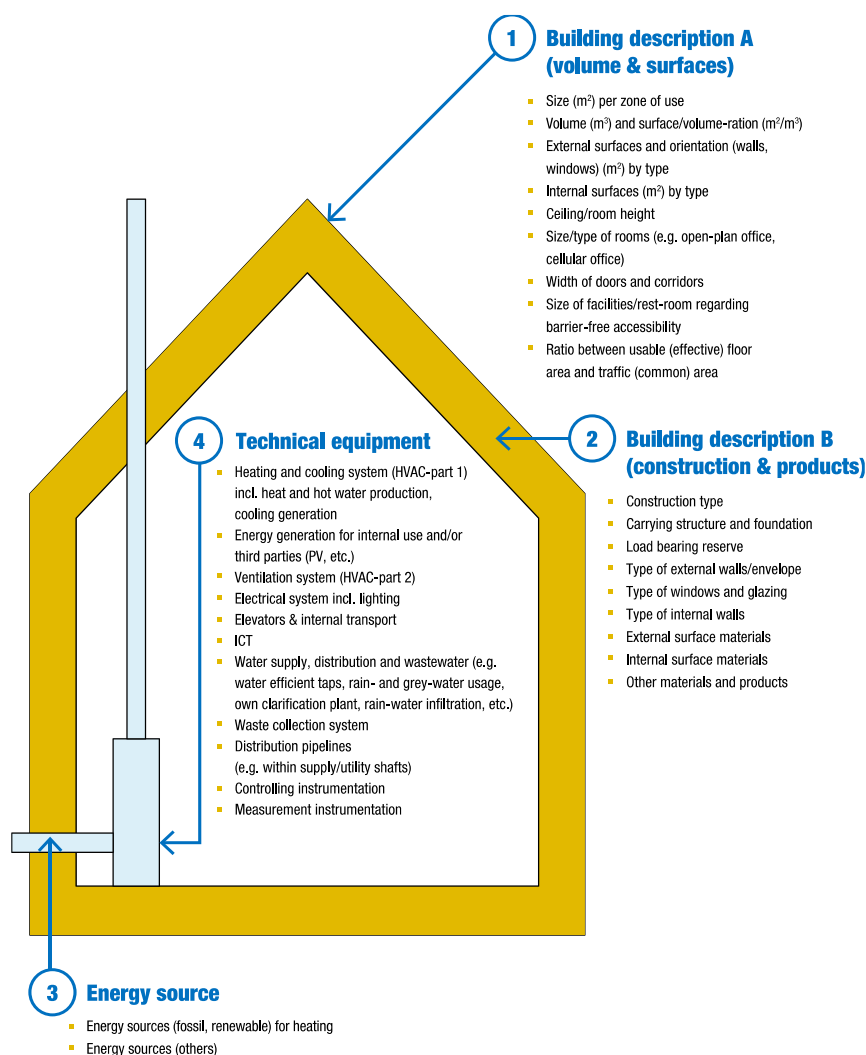 1 Building description A
(volume & surfaces)
▪ Size (m²) per zone of use
▪ Volume (m³) and surface/volume-ration (m²/m³)
▪ External surfaces and orientation (walls,
windows) (m²) by type
▪ Internal surfaces (m²) by type
▪ Ceiling/room height
▪ Size/type of rooms (e.g. open-plan office,
cellular office)
▪ Width of doors and corridors
▪ Size of facilities/rest-room regarding
barrier-free accessibility
▪ Ratio between usable (effective) floor
area and traffic (common) area
2 Building description B
(construction & products)
▪ Construction type
▪ Carrying structure and foundation
▪ Load bearing reserve
▪ Type of external walls/envelope
▪ Type of windows and glazing
▪ Type of internal walls
▪ External surface materials
▪ Internal surface materials
▪ Other materials and products
4 Technical equipment
▪ Heating and cooling system (HVAC-part 1)
incl. heat and hot water production,
cooling generation
▪ Energy generation for internal use and/or
third parties (PV, etc.)
▪ Ventilation system (HVAC-part 2)
▪ Electrical system incl. lighting
▪ Elevators & internal transport
▪ ICT
▪ Water supply, distribution and wastewater (e.g.
water efficient taps, rain- and grey-water usage,
own clarification plant, rain-water infiltration, etc.)
▪ Waste collection system
▪ Distribution pipelines
(e.g. within supply/utility shafts)
▪ Controlling instrumentation
▪ Measurement instrumentation
3 Energy source
▪ Energy sources (fossil, renewable) for heating
▪ Energy sources (others)